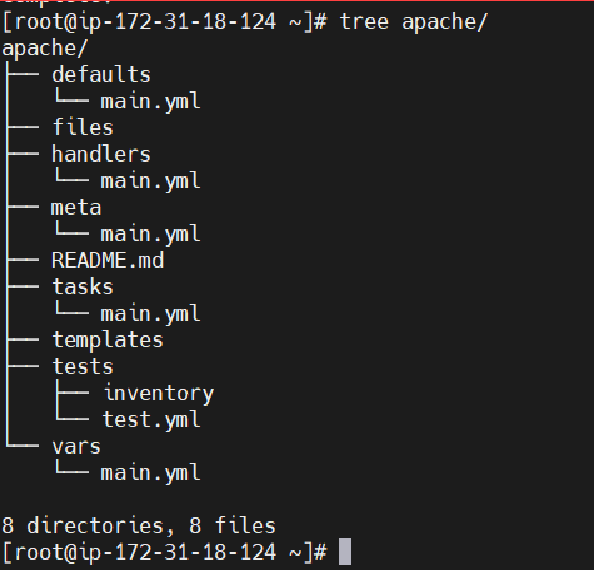 [root@ip-172-31-18-124 ~]# tree apache/
apache/
├── defaults
│   └── main.yml
├── files
├── handlers
│   └── main.yml
├── meta
│   └── main.yml
├── README.md
├── tasks
│   └── main.yml
├── templates
├── tests
│   ├── inventory
│   └── test.yml
└── vars
    └── main.yml

8 directories, 8 files
[root@ip-172-31-18-124 ~]#